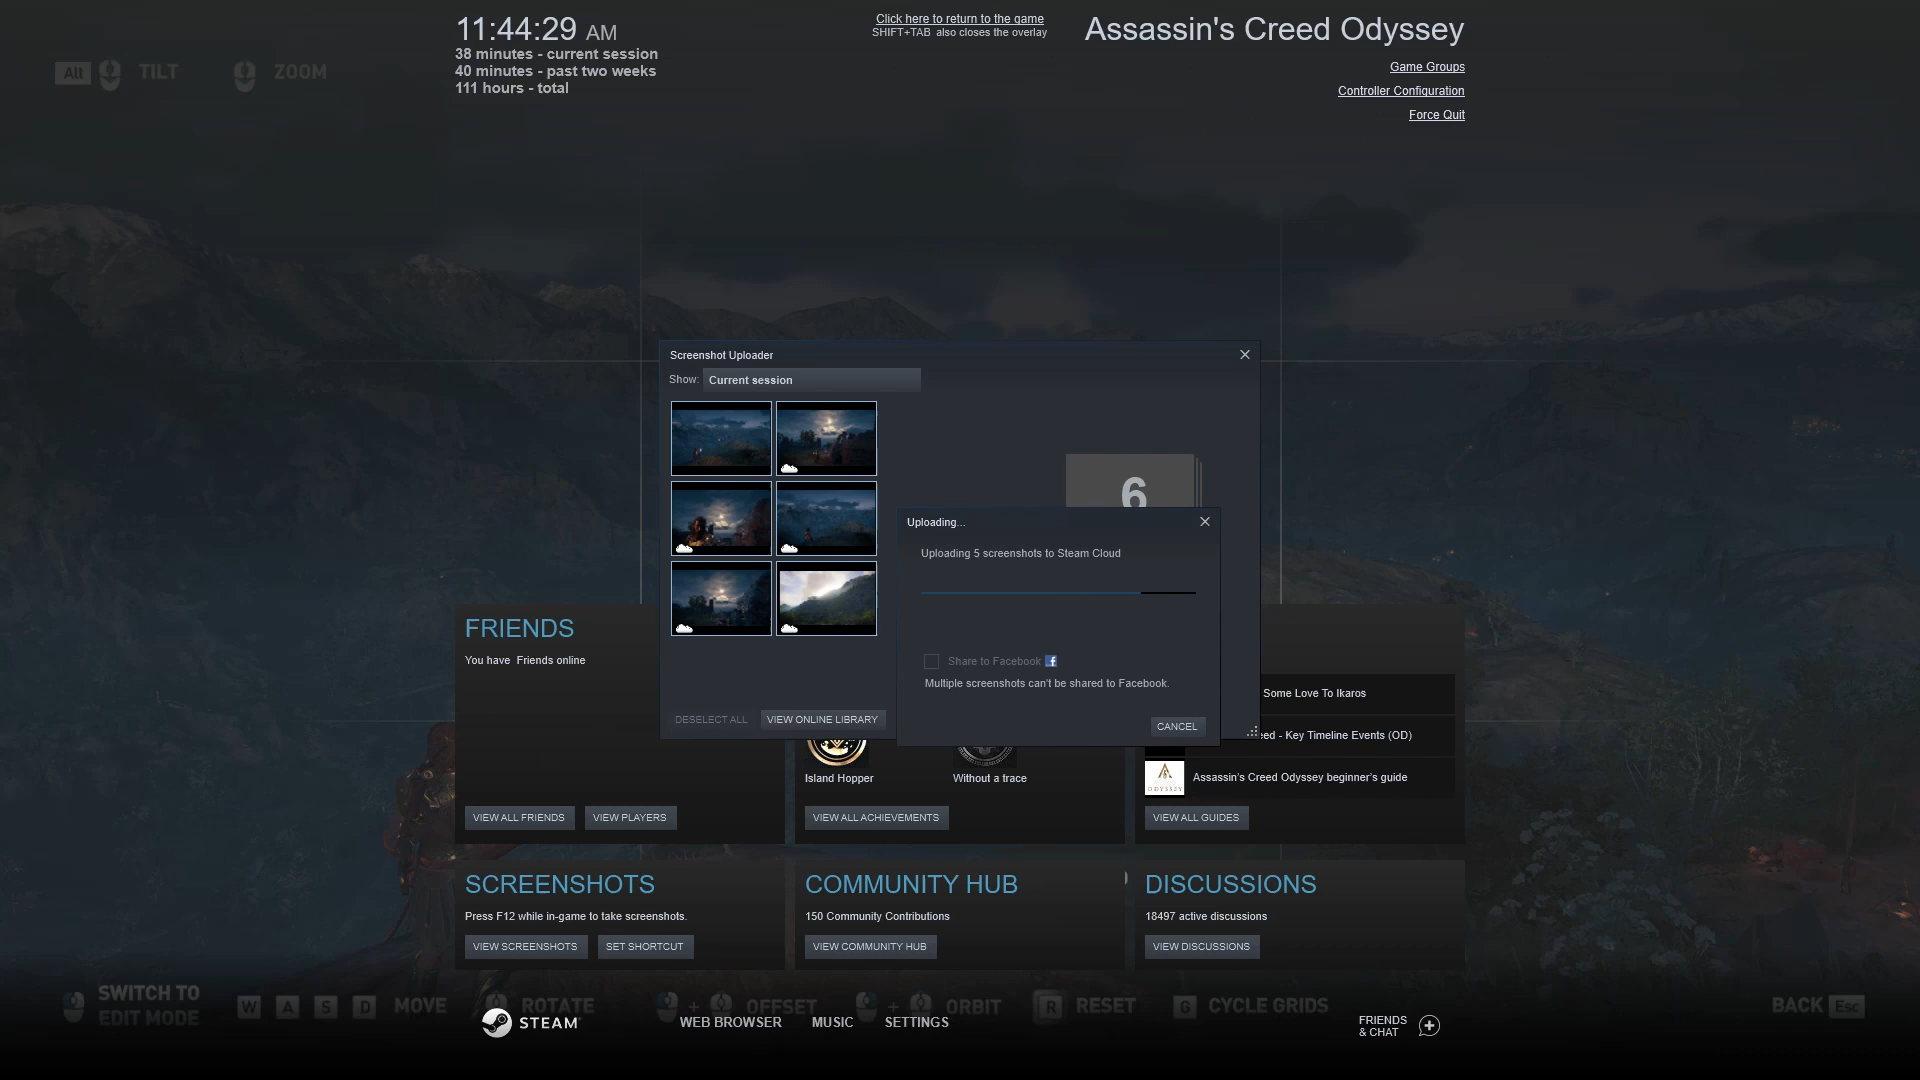 11:44:29 AM
38 minutes - current session
40 minutes - past two weeks
111 hours - total
Click here to return to the game
SHIFT+TAB also closes the overlay
Assassin's Creed Odyssey
Game Groups
Controller Configuration
Force Quit
Alt
TILT
ZOOM
Screenshot Uploader
Show:
Current session
6
Uploading...
Uploading 5 screenshots to Steam Cloud
Share to Facebook
Multiple screenshots can't be shared to Facebook.
CANCEL
DESELECT ALL
VIEW ONLINE LIBRARY
FRIENDS
You have Friends online
VIEW ALL FRIENDS
VIEW PLAYERS
Island Hopper
Without a trace
VIEW ALL ACHIEVEMENTS
Some Love To Ikaros
- Key Timeline Events (OD)
ODYSSEY
Assassin's Creed Odyssey beginner's guide
VIEW ALL GUIDES
SCREENSHOTS
Press F12 while in-game to take screenshots.
VIEW SCREENSHOTS
SET SHORTCUT
COMMUNITY HUB
150 Community Contributions
VIEW COMMUNITY HUB
DISCUSSIONS
18497 active discussions
VIEW DISCUSSIONS
SWITCH TO
EDIT MODE
W A S D MOVE
ROTATE
+ OFFSET
+ ORBIT
R RESET
G CYCLE GRIDS
BACK Esc
STEAM
WEB BROWSER
MUSIC
SETTINGS
FRIENDS
& CHAT